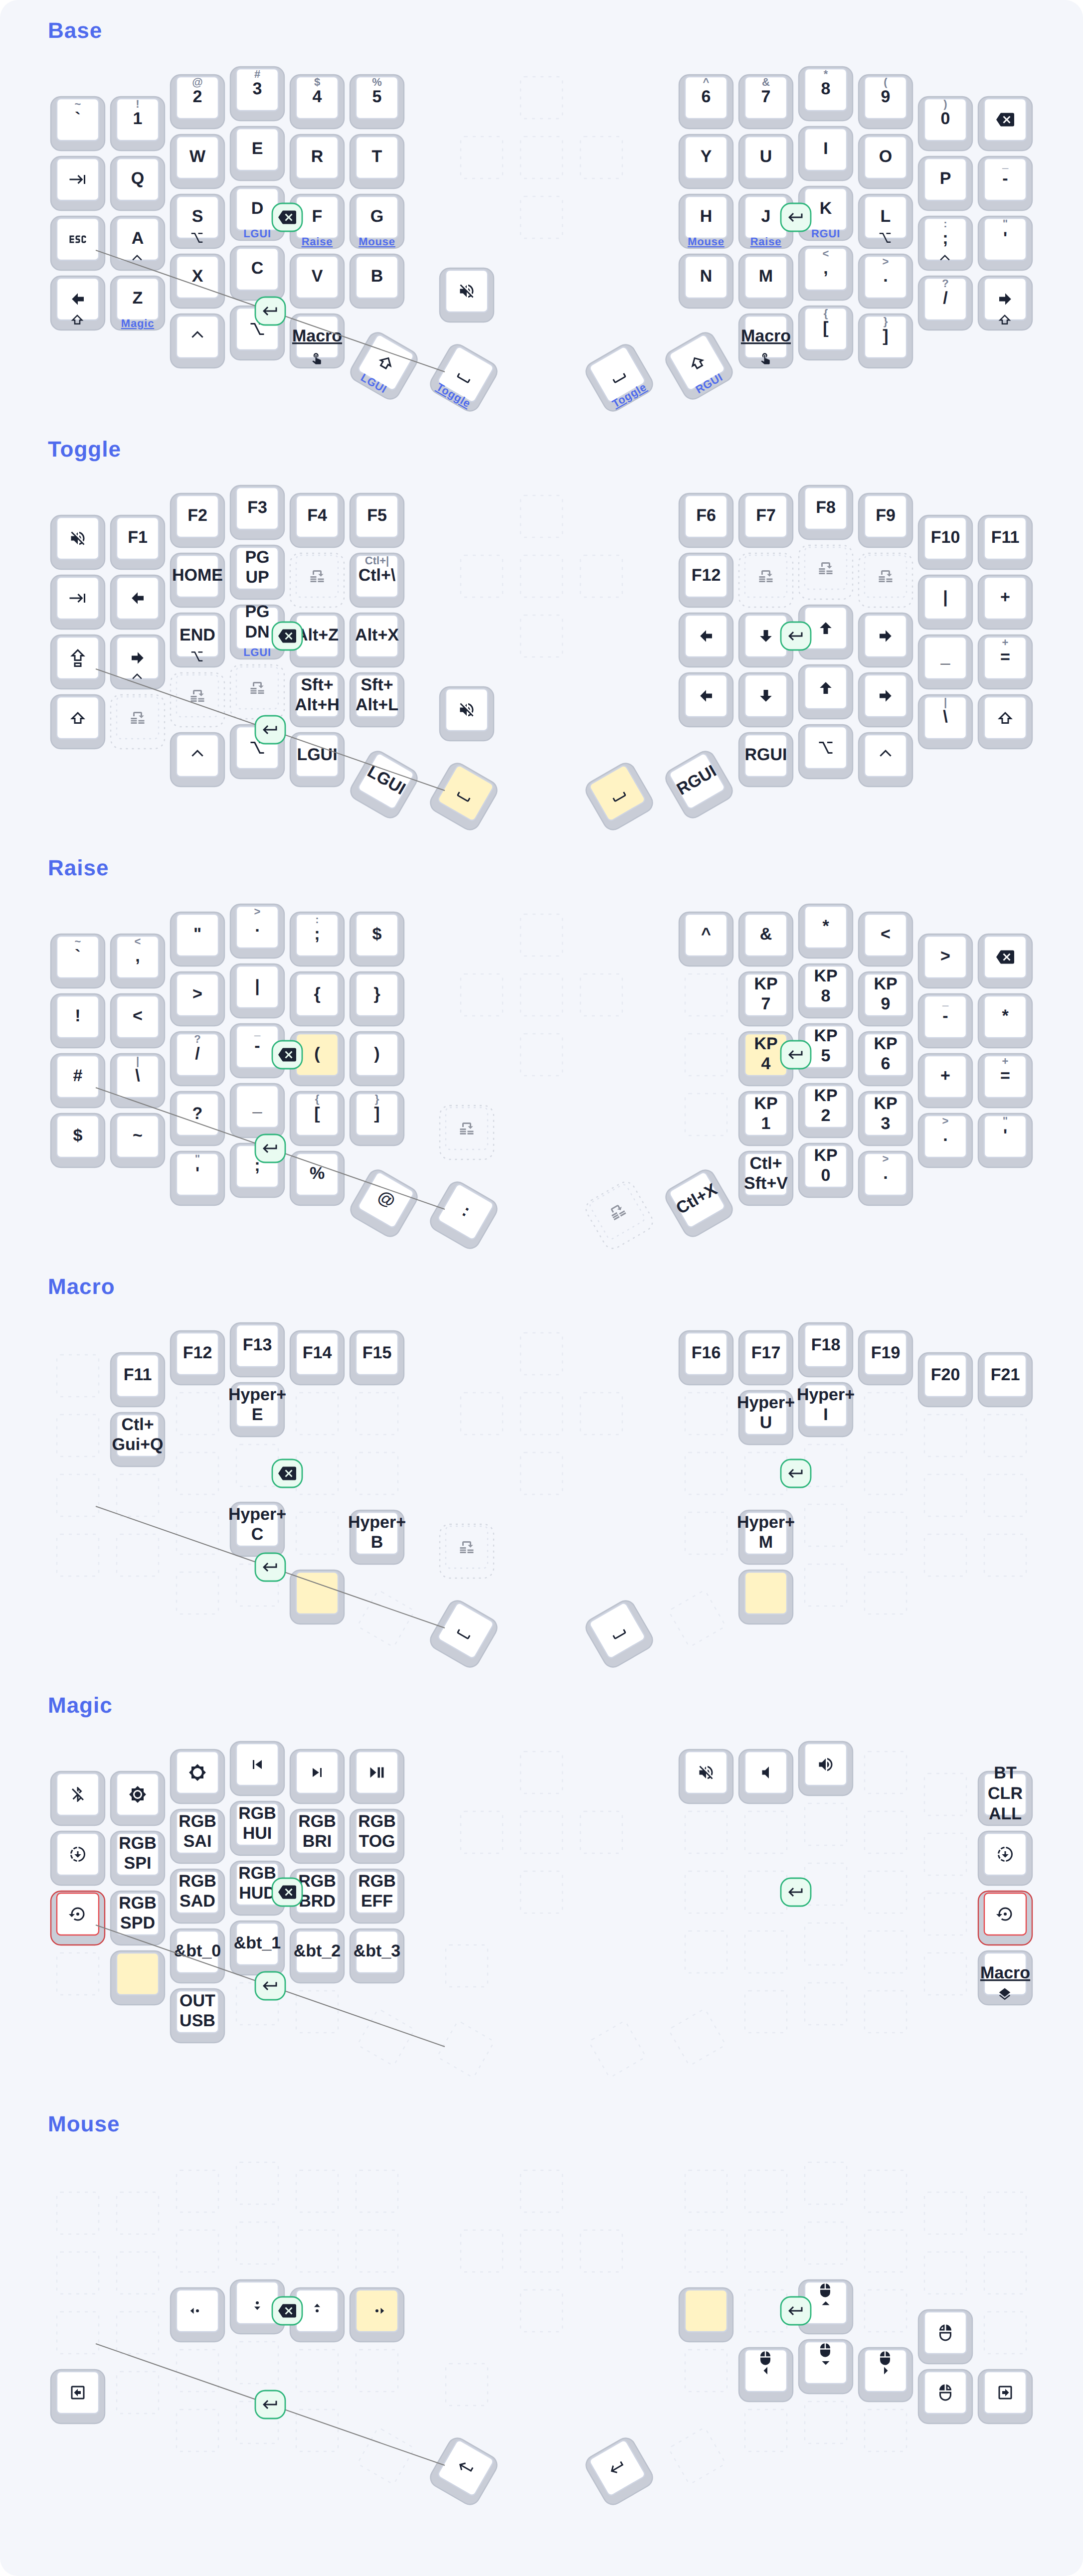 Base
~ ` ! 1 @ 2 # 3 $ 4 % 5 ^ 6 & 7 * 8 ( 9 ) 0
Q W E R T Y U I O P _ -
ESC A S D LGUI F Raise G Mouse H Mouse J Raise K RGUI L : ; " '
Z Magic X C V B N M < , > . ? /
Macro LGUI Toggle Toggle RGUI Macro { [ } ]
Toggle
F1 F2 F3 F4 F5 F6 F7 F8 F9 F10 F11
HOME PG UP Ctl+| Ctl+\ F12 | +
END PG DN LGUI Alt+Z Alt+X _ + =
Sft+ Alt+H Sft+ Alt+L | \
LGUI LGUI RGUI RGUI
Raise
~ ` < , " > . : ; $ ^ & * < >
! < > | { } KP 7 KP 8 KP 9 _ - *
# | \ ? / _ - ( ) KP 4 KP 5 KP 6 + + =
$ ~ ? _ { [ } ] KP 1 KP 2 KP 3 > . " '
" ' ; % @ : Ctl+X Ctl+ Sft+V KP 0 > .
Macro
F11 F12 F13 F14 F15 F16 F17 F18 F19 F20 F21
Ctl+ Gui+Q Hyper+ E Hyper+ U Hyper+ I
Hyper+ C Hyper+ B Hyper+ M
Magic
BT CLR ALL
RGB SPI RGB SAI RGB HUI RGB BRI RGB TOG
RGB SPD RGB SAD RGB HUD RGB BRD RGB EFF
&bt_0 &bt_1 &bt_2 &bt_3 Macro
OUT USB
Mouse